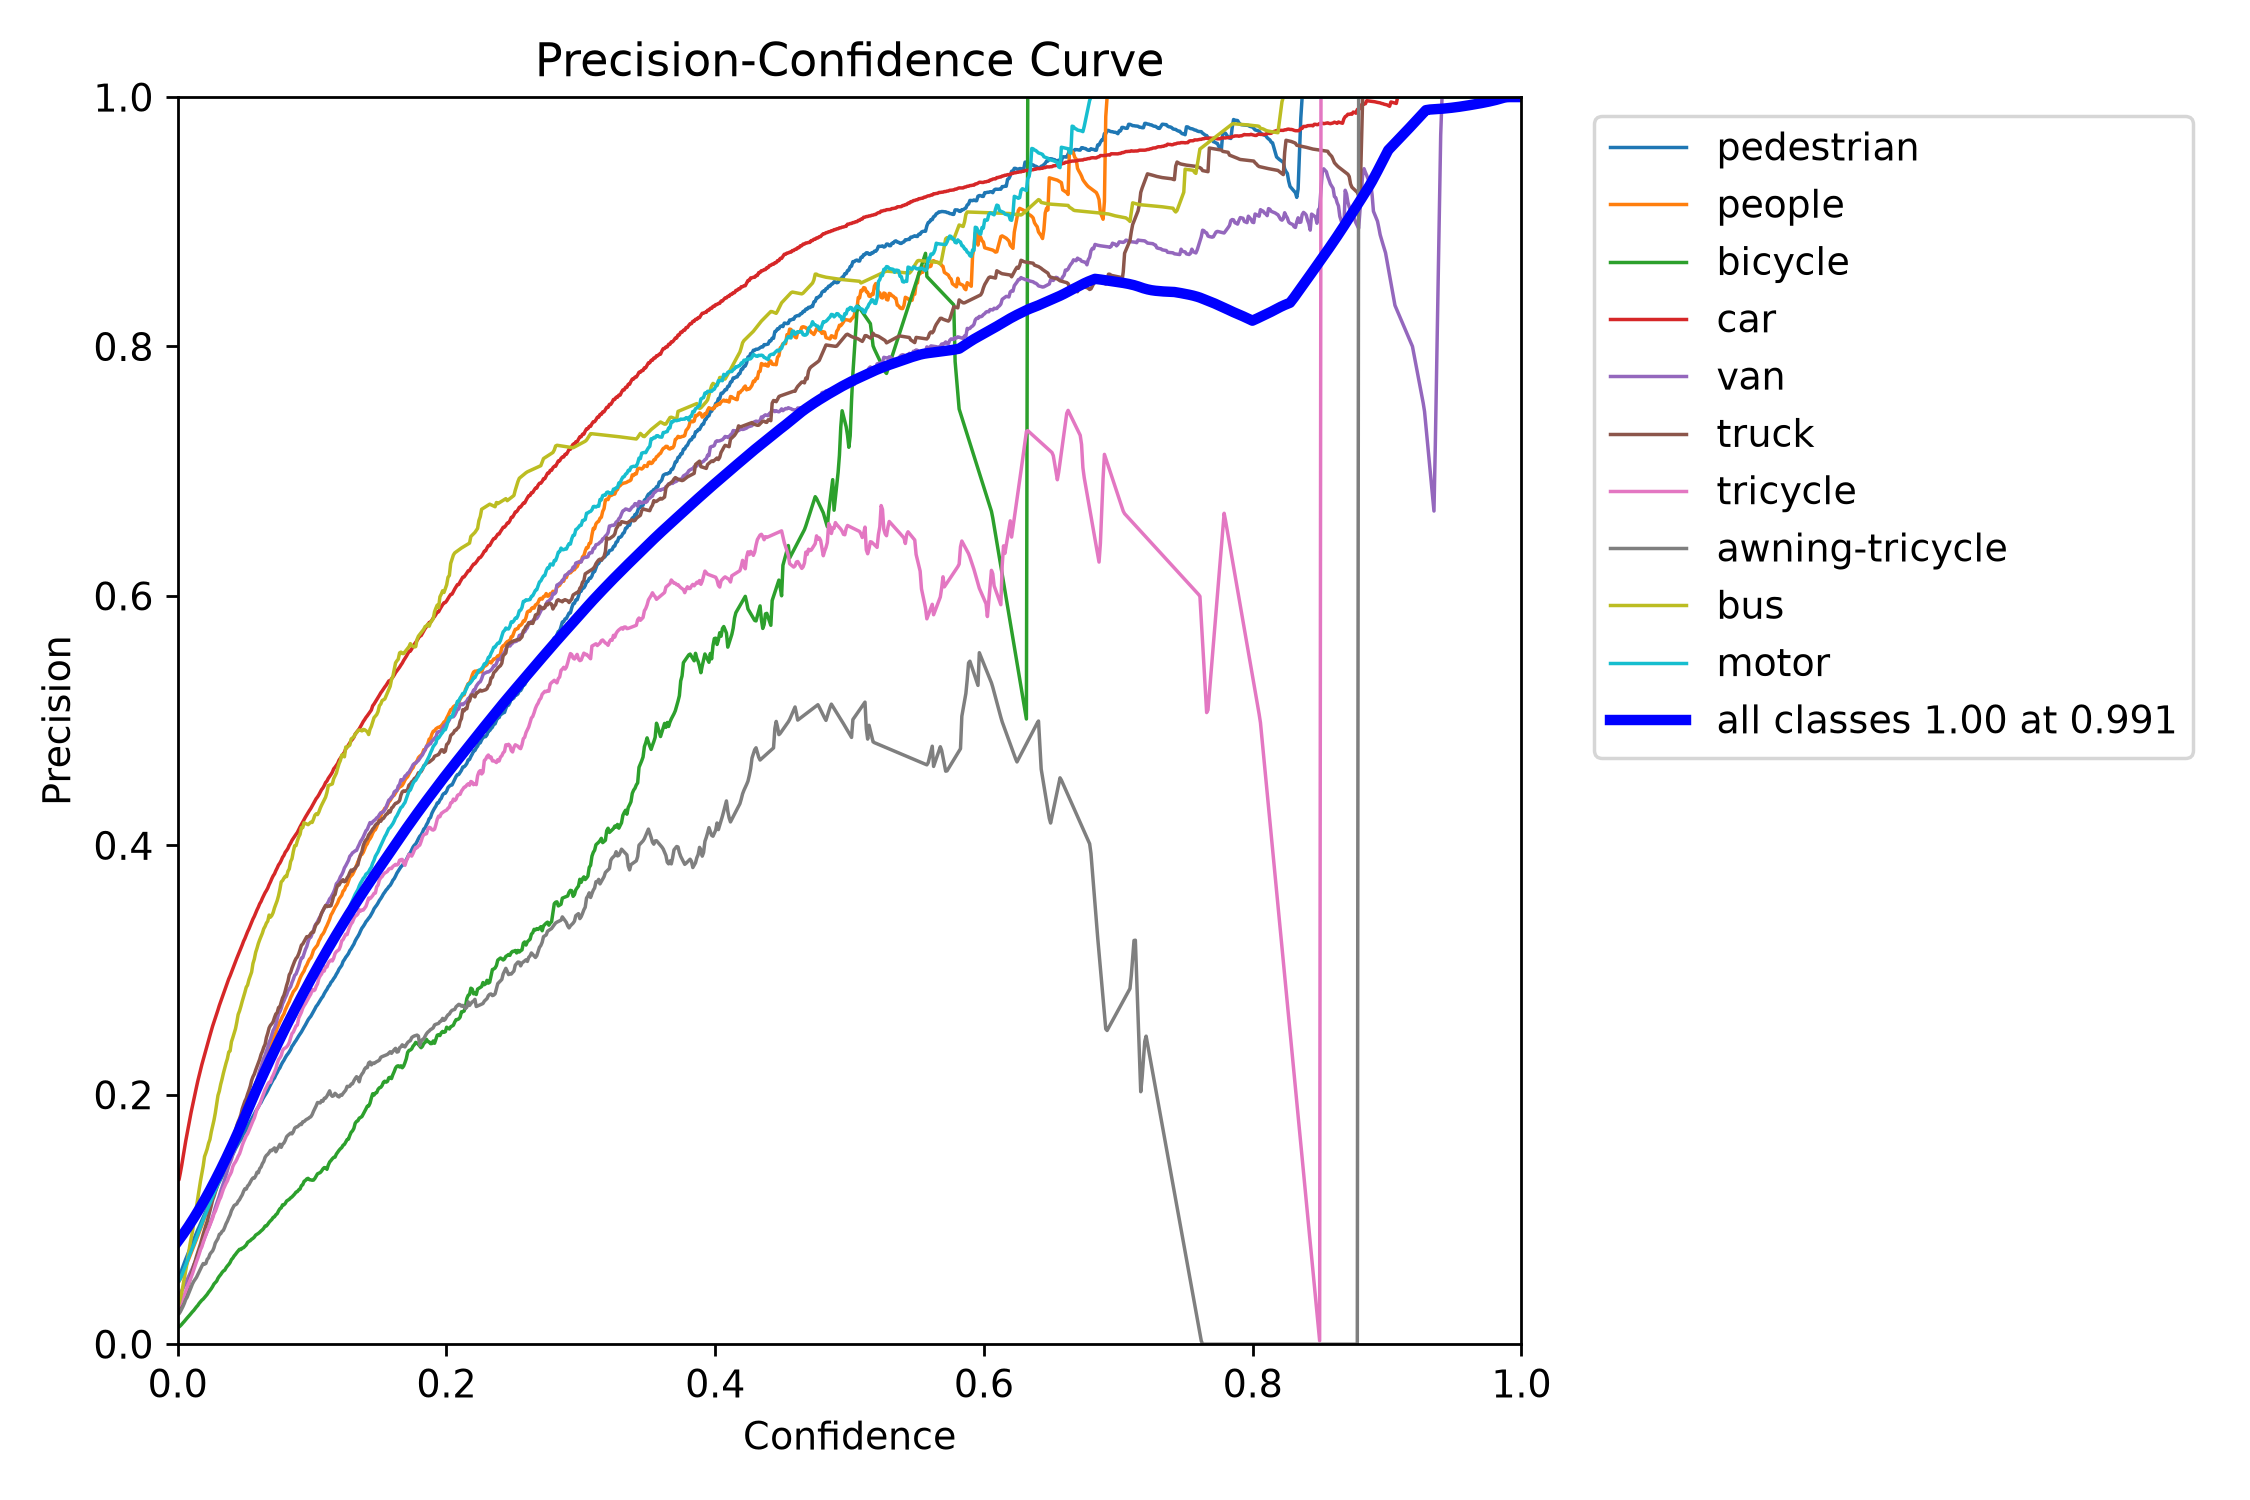 Precision-Confidence Curve
1.0
0.8
0.6
0.4
0.2
0.0
Precision
0.0 0.2 0.4 0.6 0.8 1.0
Confidence
pedestrian
people
bicycle
car
van
truck
tricycle
awning-tricycle
bus
motor
all classes 1.00 at 0.991